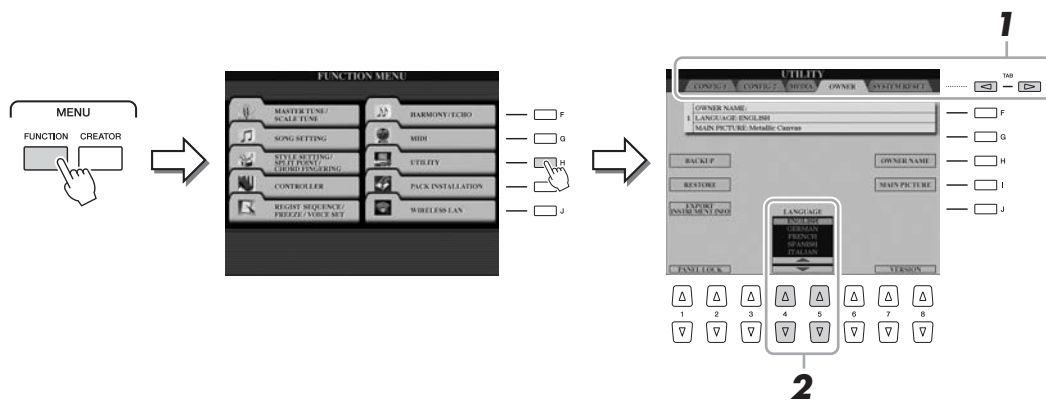 MENU
FUNCTION CREATOR
FUNCTION MENU
MASTER TUNE/
SCALE TUNE
SONG SETTING
STYLE SETTING/
SPLIT POINT/
CHORD FINGERING
CONTROLLER
REGIST SEQUENCE/
FREEZE/VOICE SET
HARMONY/ECHO
MIDI
UTILITY
PACK INSTALLATION
WIRELESS LAN
F
G
H
J
1
UTILITY
CONFIG 1 CONFIG 2 MEDIA OWNER SYSTEM RESET
TAB
OWNER NAME:
1 LANGUAGE: ENGLISH
MAIN PICTURE: Metallic Canvas
BACKUP
RESTORE
EXPORT
INSTRUMENT INFO
PANEL LOCK
LANGUAGE
ENGLISH
GERMAN
FRENCH
SPANISH
ITALIAN
OWNER NAME
MAIN PICTURE
VERSION
F
G
H
I
J
1 2 3 4 5 6 7 8
2